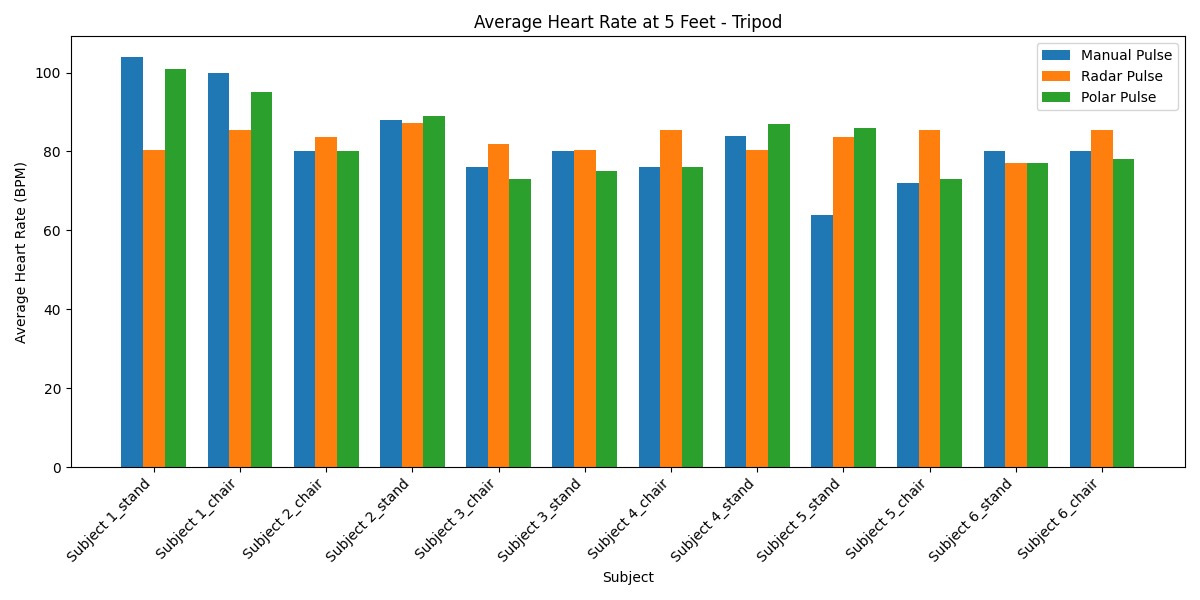 Average Heart Rate at 5 Feet - Tripod
Manual Pulse
Radar Pulse
Polar Pulse
Average Heart Rate (BPM)
100
80
60
40
20
0
Subject 1_stand
Subject 1_chair
Subject 2_chair
Subject 2_stand
Subject 3_chair
Subject 3_stand
Subject 4_chair
Subject 4_stand
Subject 5_stand
Subject 5_chair
Subject 6_stand
Subject 6_chair
Subject